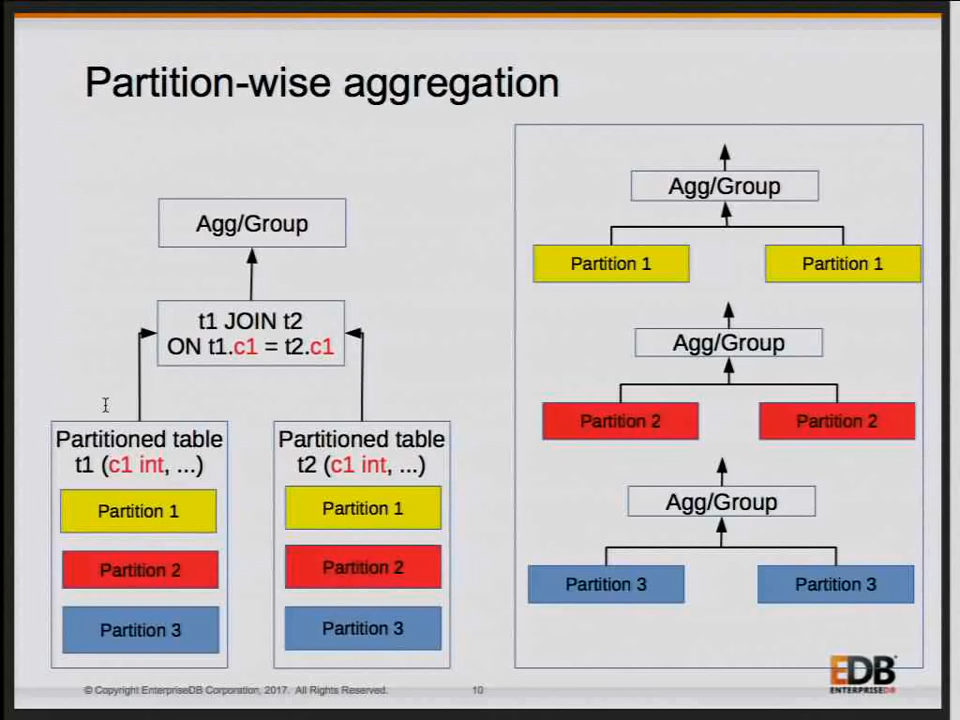 Partition-wise aggregation
Agg/Group
t1 JOIN t2
ON t1.c1 = t2.c1
Partitioned table
t1 (c1 int, ...)
Partition 1
Partition 2
Partition 3
Partitioned table
t2 (c1 int, ...)
Partition 1
Partition 2
Partition 3
Agg/Group
Partition 1
Partition 1
Agg/Group
Partition 2
Partition 2
Agg/Group
Partition 3
Partition 3
© Copyright EnterpriseDB Corporation, 2017. All Rights Reserved.
10
EDB
ENTERPRISEDB